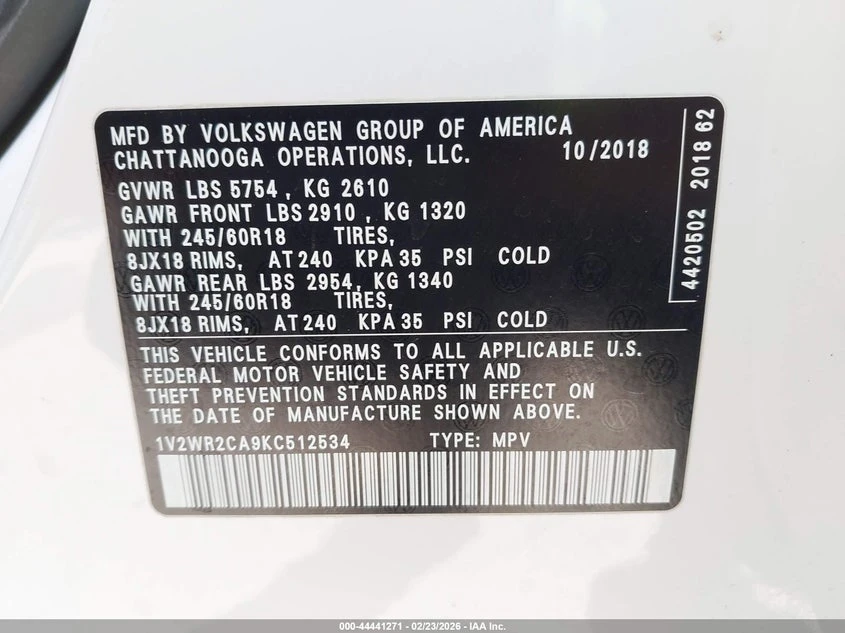 MFD BY VOLKSWAGEN GROUP OF AMERICA
CHATTANOOGA OPERATIONS, LLC. 10/2018
GVWR LBS 5754, KG 2610
GAWR FRONT LBS 2910, KG 1320
WITH 245/60R18 TIRES,
8JX18 RIMS, AT 240 KPA 35 PSI COLD
GAWR REAR LBS 2954, KG 1340
WITH 245/60R18 TIRES,
8JX18 RIMS, AT 240 KPA 35 PSI COLD
THIS VEHICLE CONFORMS TO ALL APPLICABLE U.S.
FEDERAL MOTOR VEHICLE SAFETY AND
THEFT PREVENTION STANDARDS IN EFFECT ON
THE DATE OF MANUFACTURE SHOWN ABOVE.
1V2WR2CA9KC512534 TYPE: MPV
4420502 2018 62
000-44441271 - 02/23/2026 - IAA Inc.